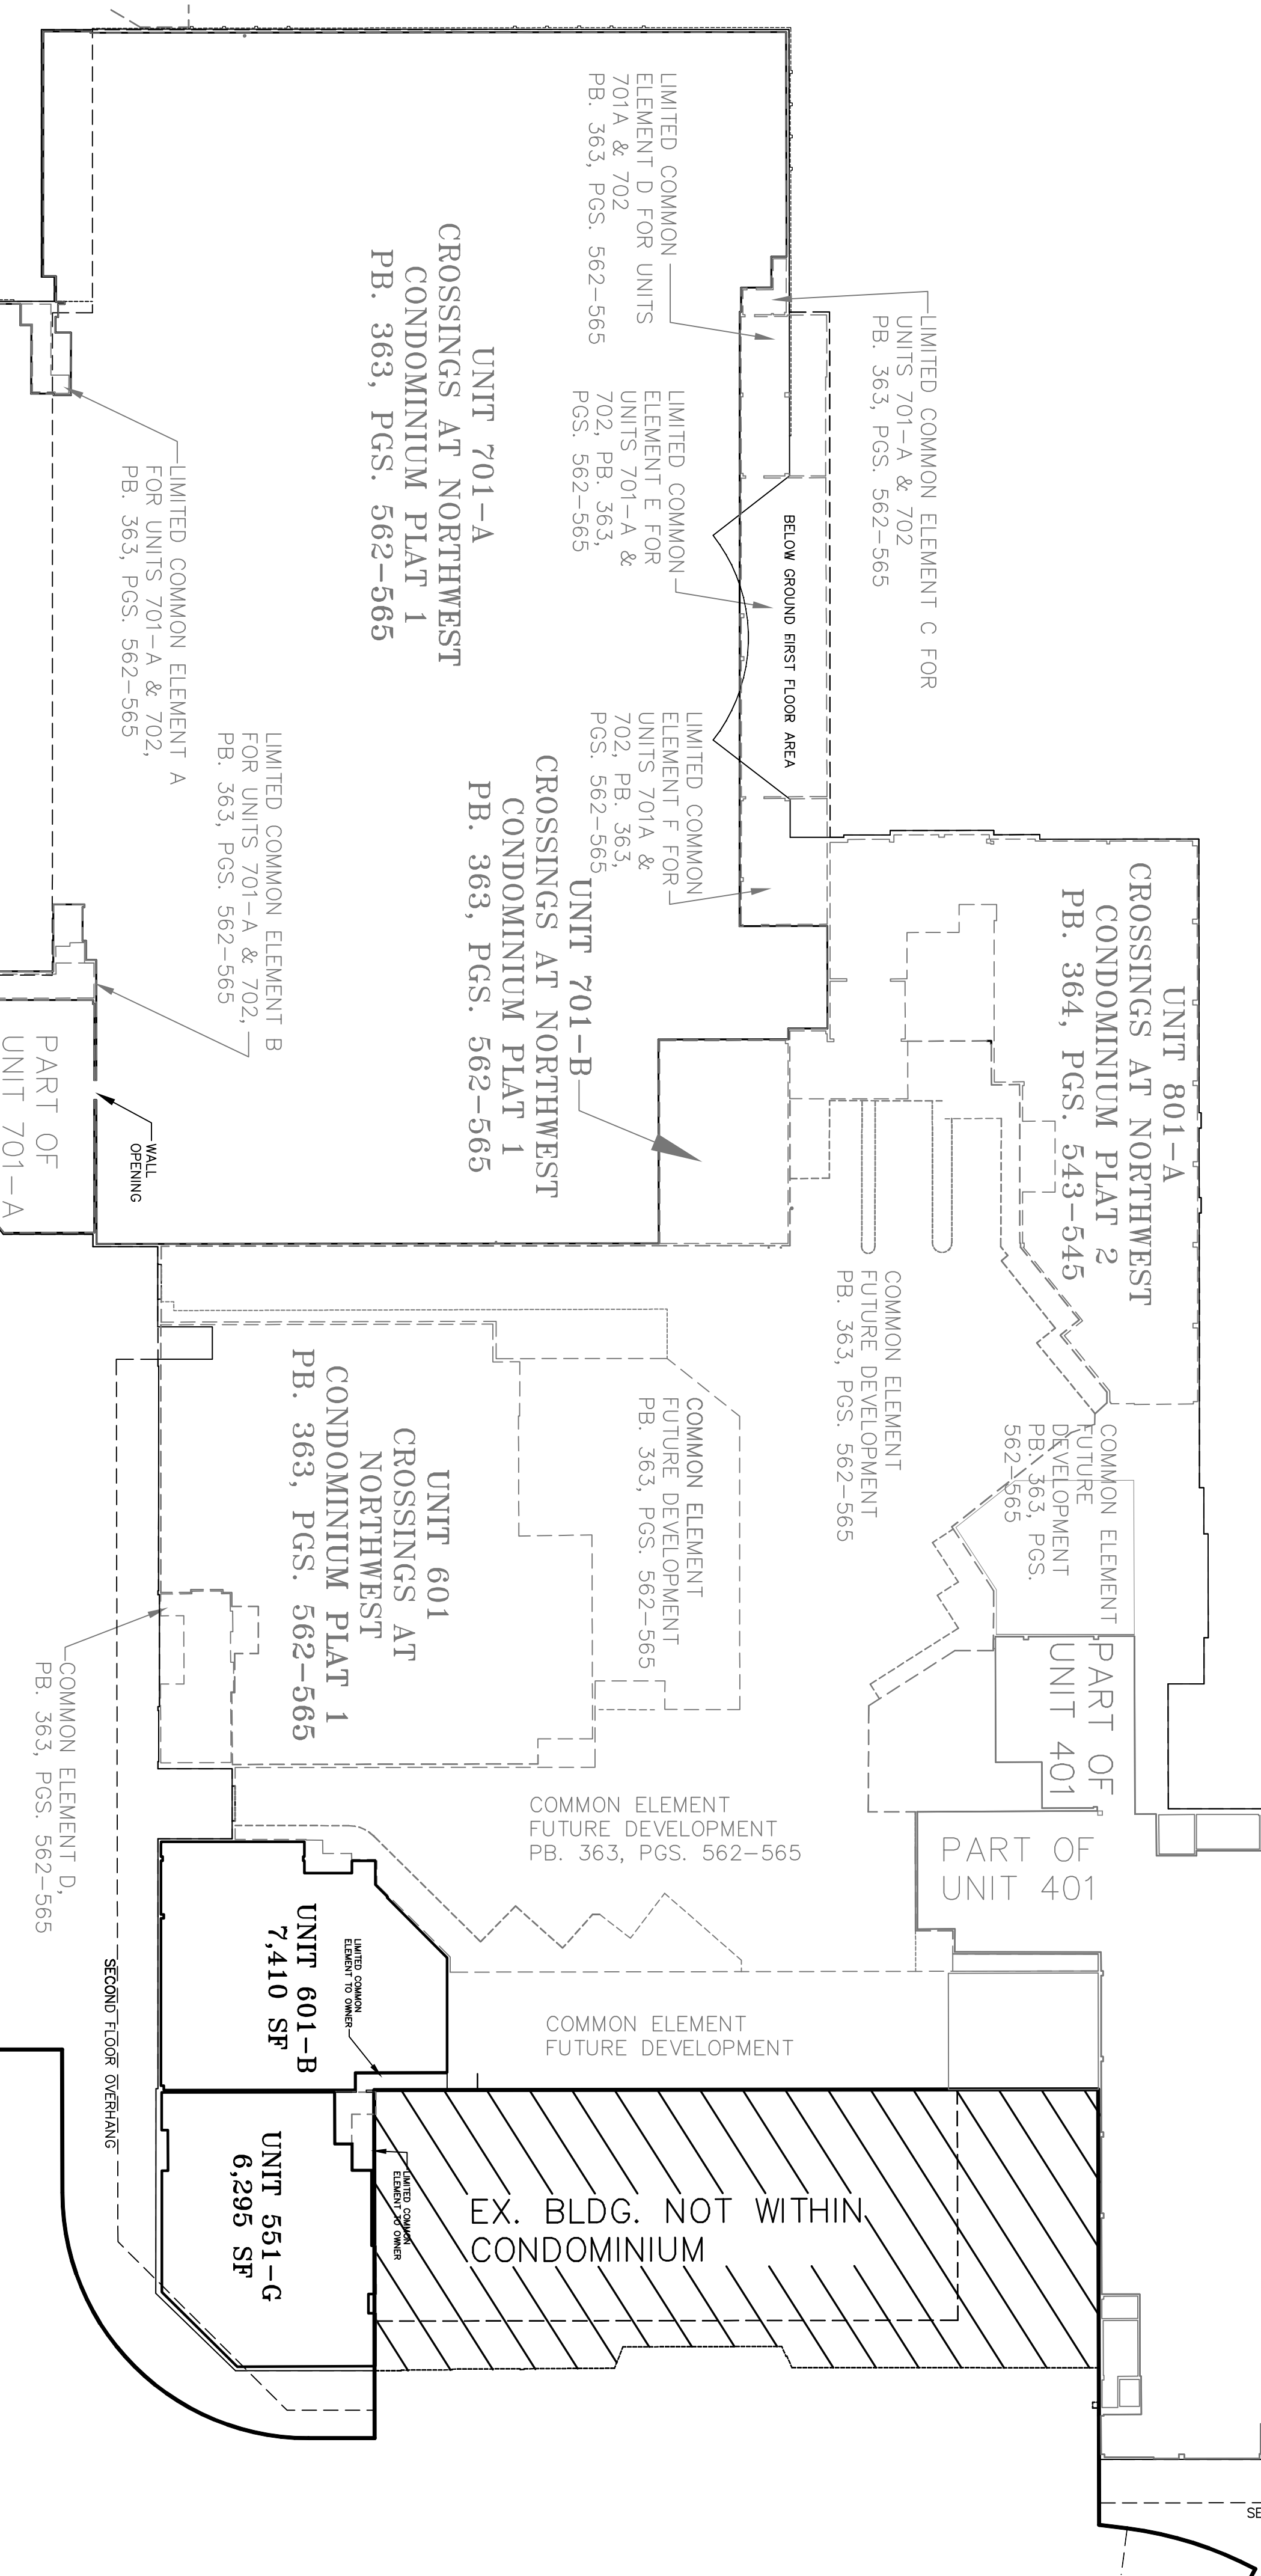 LIMITED COMMON
ELEMENT D FOR UNITS
701A & 702
PB. 363, PGS. 562-565
LIMITED COMMON ELEMENT C FOR
UNITS 701-A & 702
PB. 363, PGS. 562-565
LIMITED COMMON
ELEMENT E FOR
UNITS 701-A &
702, PB. 363,
PGS. 562-565
BELOW GROUND FIRST FLOOR AREA
LIMITED COMMON
ELEMENT F FOR
UNITS 701A &
702, PB. 363,
PGS. 562-565
UNIT 701-A
CROSSINGS AT NORTHWEST
CONDOMINIUM PLAT 1
PB. 363, PGS. 562-565
LIMITED COMMON ELEMENT A
FOR UNITS 701-A & 702,
PB. 363, PGS. 562-565
LIMITED COMMON ELEMENT B
FOR UNITS 701-A & 702,
PB. 363, PGS. 562-565
UNIT 701-B
CROSSINGS AT NORTHWEST
CONDOMINIUM PLAT 1
PB. 363, PGS. 562-565
UNIT 801-A
CROSSINGS AT NORTHWEST
CONDOMINIUM PLAT 2
PB. 364, PGS. 543-545
PART OF
UNIT 701-A
WALL
OPENING
COMMON ELEMENT
FUTURE DEVELOPMENT
PB. 363, PGS. 562-565
COMMON ELEMENT
FUTURE
DEVELOPMENT
PB. 363, PGS.
562-565
COMMON ELEMENT
FUTURE DEVELOPMENT
PB. 363, PGS. 562-565
UNIT 601
CROSSINGS AT
NORTHWEST
CONDOMINIUM PLAT 1
PB. 363, PGS. 562-565
COMMON ELEMENT D,
PB. 363, PGS. 562-565
PART OF
UNIT 401
PART OF
UNIT 401
COMMON ELEMENT
FUTURE DEVELOPMENT
PB. 363, PGS. 562-565
UNIT 601-B
7,410 SF
LIMITED COMMON
ELEMENT TO OWNER
SECOND FLOOR OVERHANG
COMMON ELEMENT
FUTURE DEVELOPMENT
UNIT 551-G
6,295 SF
LIMITED COMMON
ELEMENT TO OWNER
EX. BLDG. NOT WITHIN
CONDOMINIUM
SE